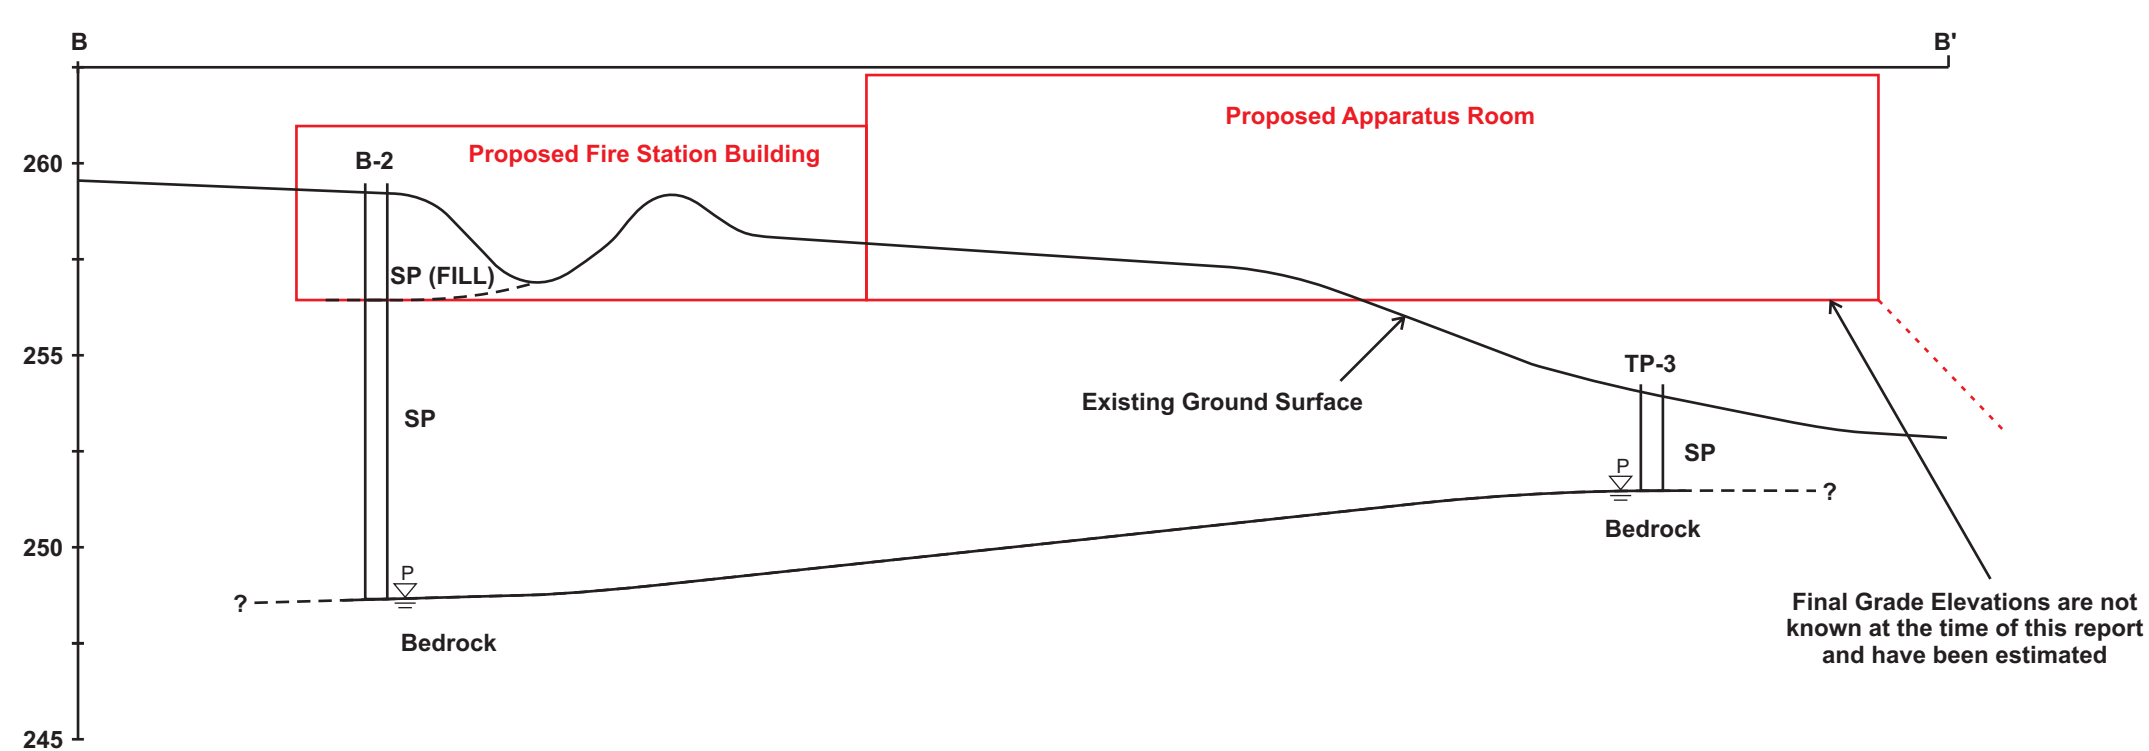 B
B'
Proposed Apparatus Room
Proposed Fire Station Building
B-2
260
SP (FILL)
255
TP-3
Existing Ground Surface
SP
SP
P
?
Bedrock
250
P
?
Bedrock
Final Grade Elevations are not
known at the time of this report
and have been estimated
245